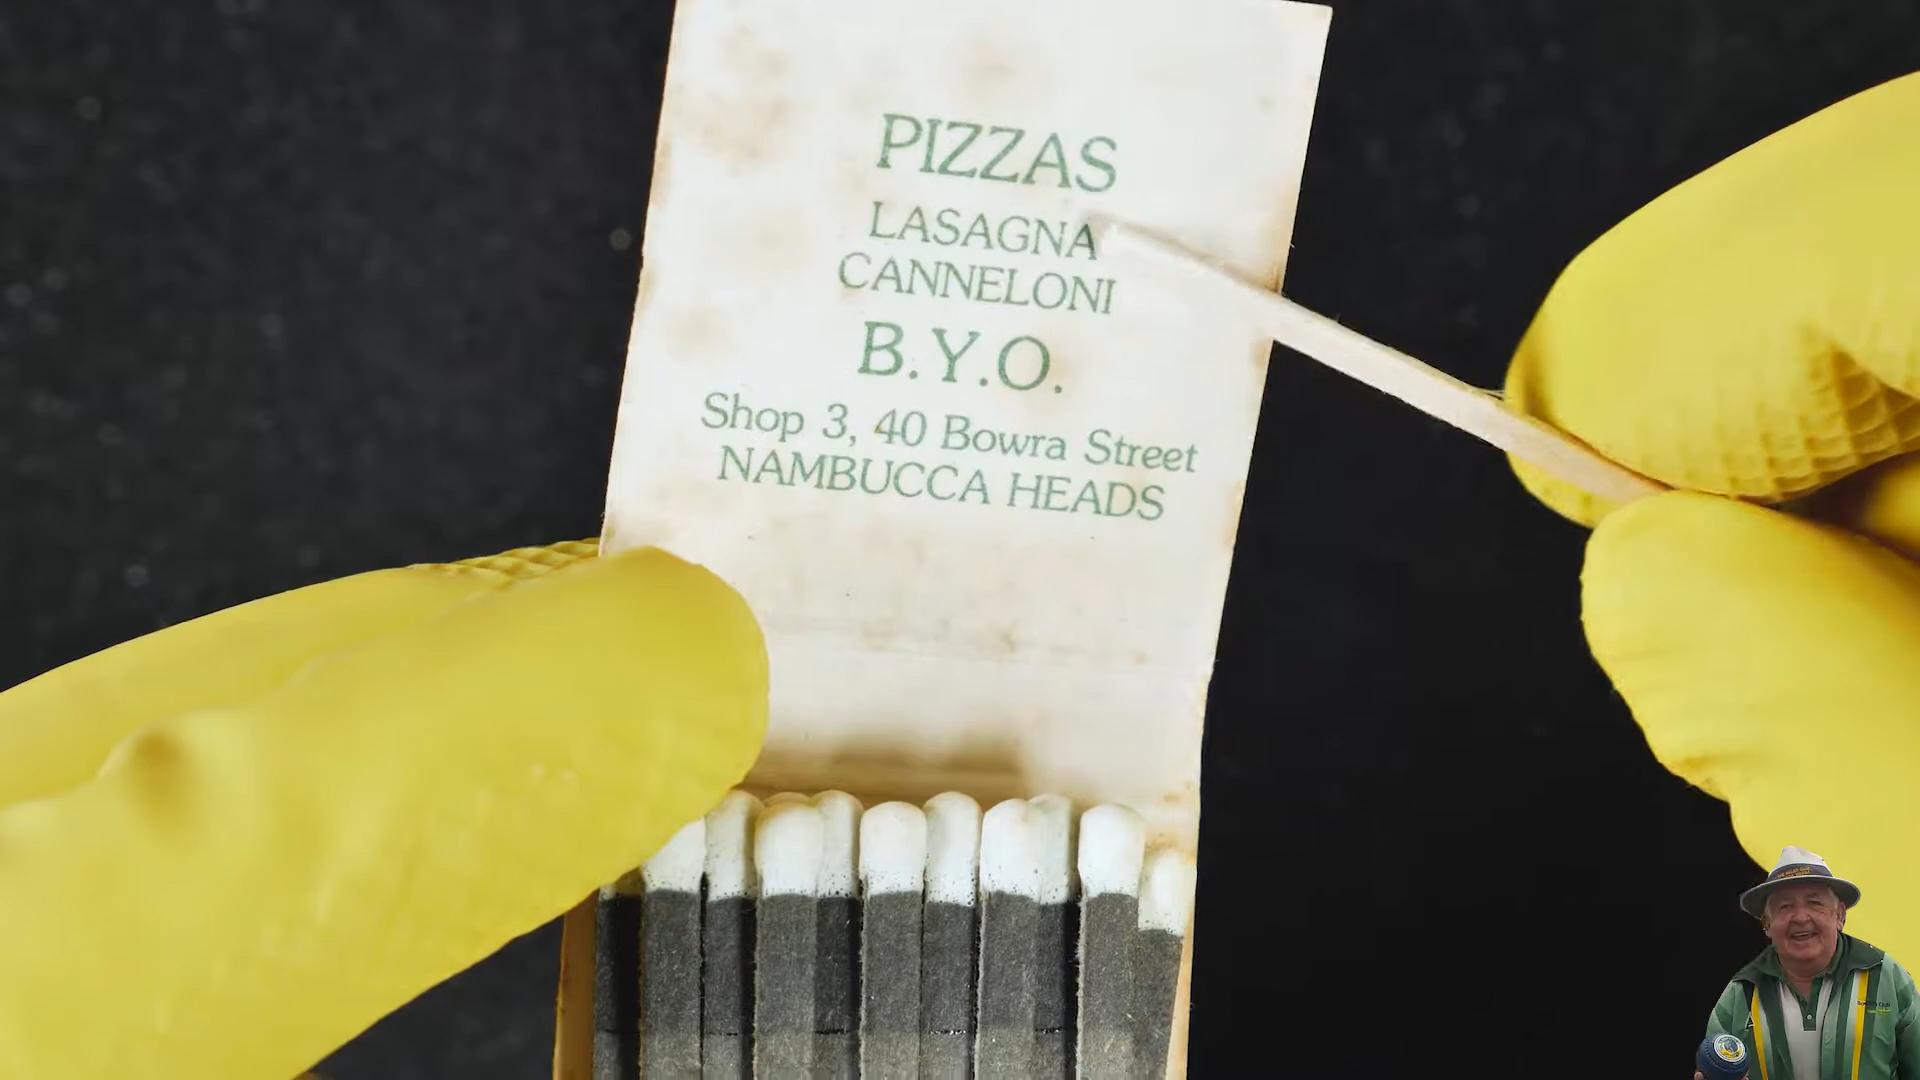 PIZZAS
LASAGNA
CANNELONI
B.Y.O.
Shop 3, 40 Bowra Street
NAMBUCCA HEADS